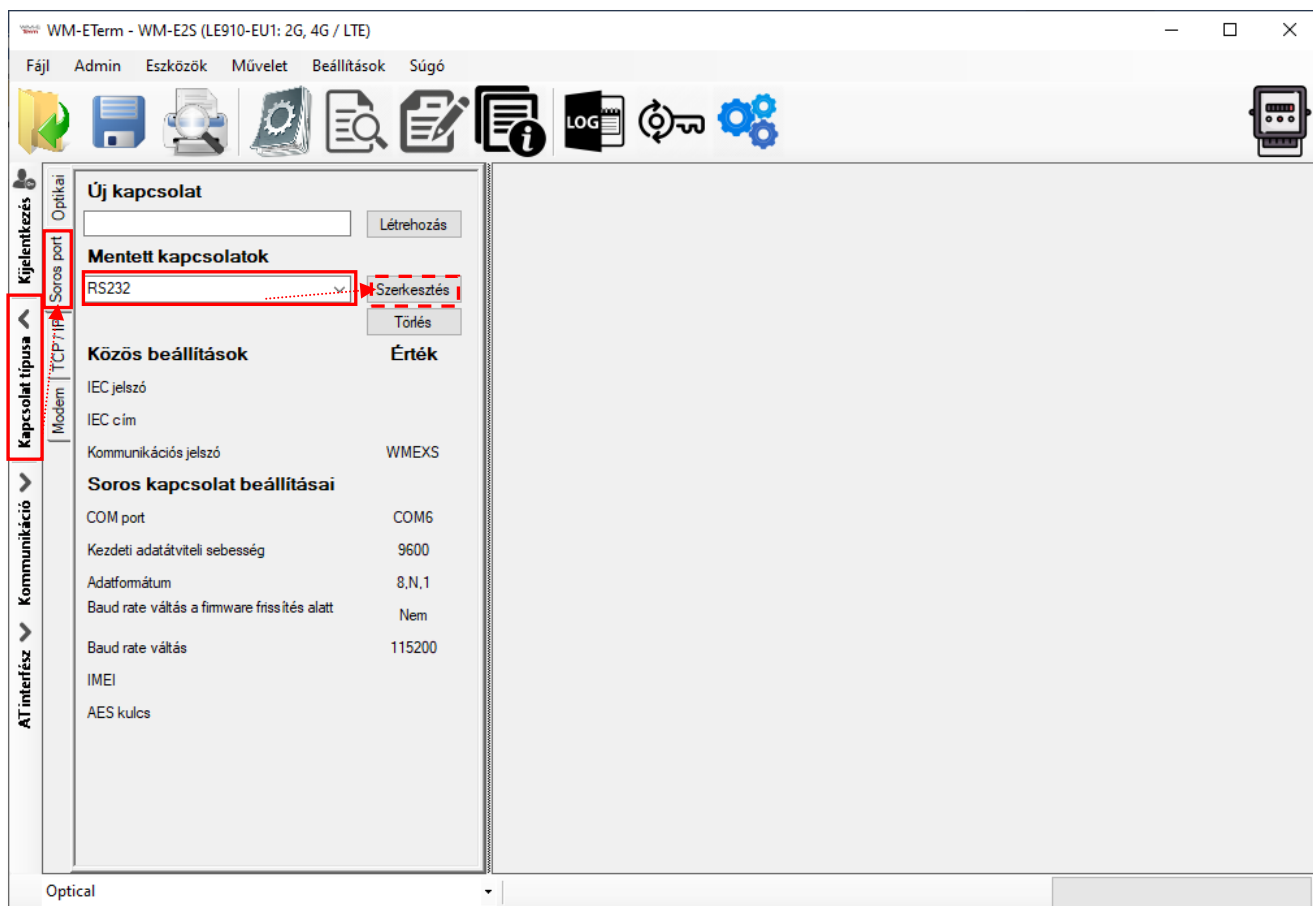 WM-ETerm - WM-E2S (LE910-EU1: 2G, 4G / LTE)
Fájl Admin Eszközök Művelet Beállítások Súgó
LOG
Kijelentkezés
Kapcsolat típusa
Kommunikáció
AT interfész
Optikai
Soros port
TCP / IP
Modem
Új kapcsolat
Létrehozás
Mentett kapcsolatok
RS232 Szerkesztés
Törlés
Közös beállítások Érték
IEC jelszó
IEC cím
Kommunikációs jelszó WMEXS
Soros kapcsolat beállításai
COM port COM6
Kezdeti adatátviteli sebesség 9600
Adatformátum 8,N,1
Baud rate váltás a firmware frissítés alatt Nem
Baud rate váltás 115200
IMEI
AES kulcs
Optical